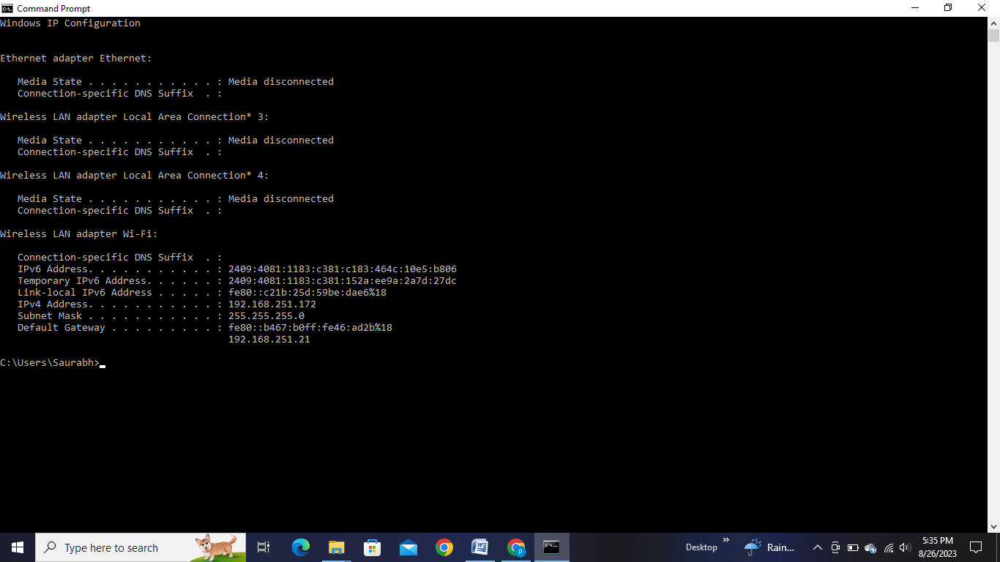 Command Prompt
Windows IP Configuration
Ethernet adapter Ethernet:
Media State . . . . . . . . . . . : Media disconnected
Connection-specific DNS Suffix  . :
Wireless LAN adapter Local Area Connection* 3:
Media State . . . . . . . . . . . : Media disconnected
Connection-specific DNS Suffix  . :
Wireless LAN adapter Local Area Connection* 4:
Media State . . . . . . . . . . . : Media disconnected
Connection-specific DNS Suffix  . :
Wireless LAN adapter Wi-Fi:
Connection-specific DNS Suffix  . :
IPv6 Address. . . . . . . . . . . : 2409:4081:1183:c381:c183:464c:10e5:b806
Temporary IPv6 Address. . . . . . : 2409:4081:1183:c381:152a:ee9a:2a7d:27dc
Link-local IPv6 Address . . . . . : fe80::c21b:25d:59be:dae6%18
IPv4 Address. . . . . . . . . . . : 192.168.251.172
Subnet Mask . . . . . . . . . . . : 255.255.255.0
Default Gateway . . . . . . . . . : fe80::b467:b0ff:fe46:ad2b%18
192.168.251.21
C:\Users\Saurabh>
Type here to search
Desktop
Rain...
5:35 PM
8/26/2023